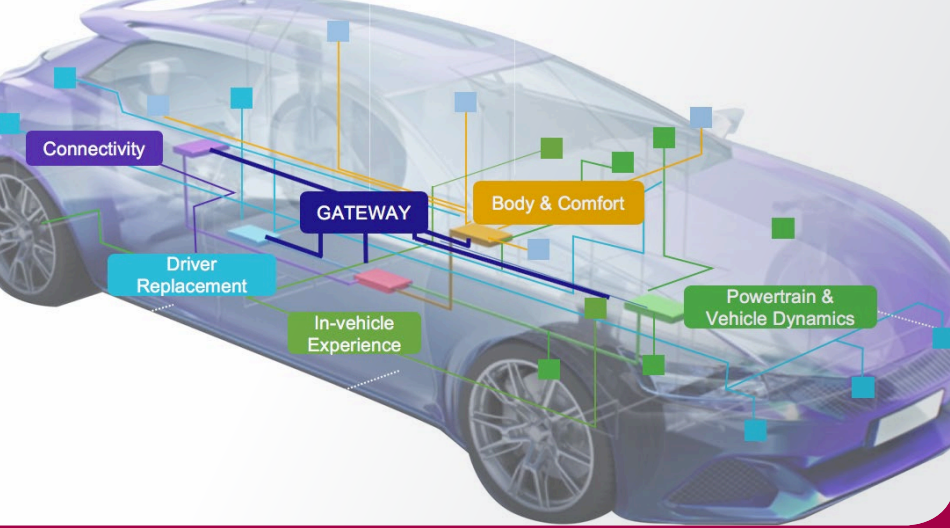 Connectivity
GATEWAY
Body & Comfort
Driver
Replacement
In-vehicle
Experience
Powertrain &
Vehicle Dynamics